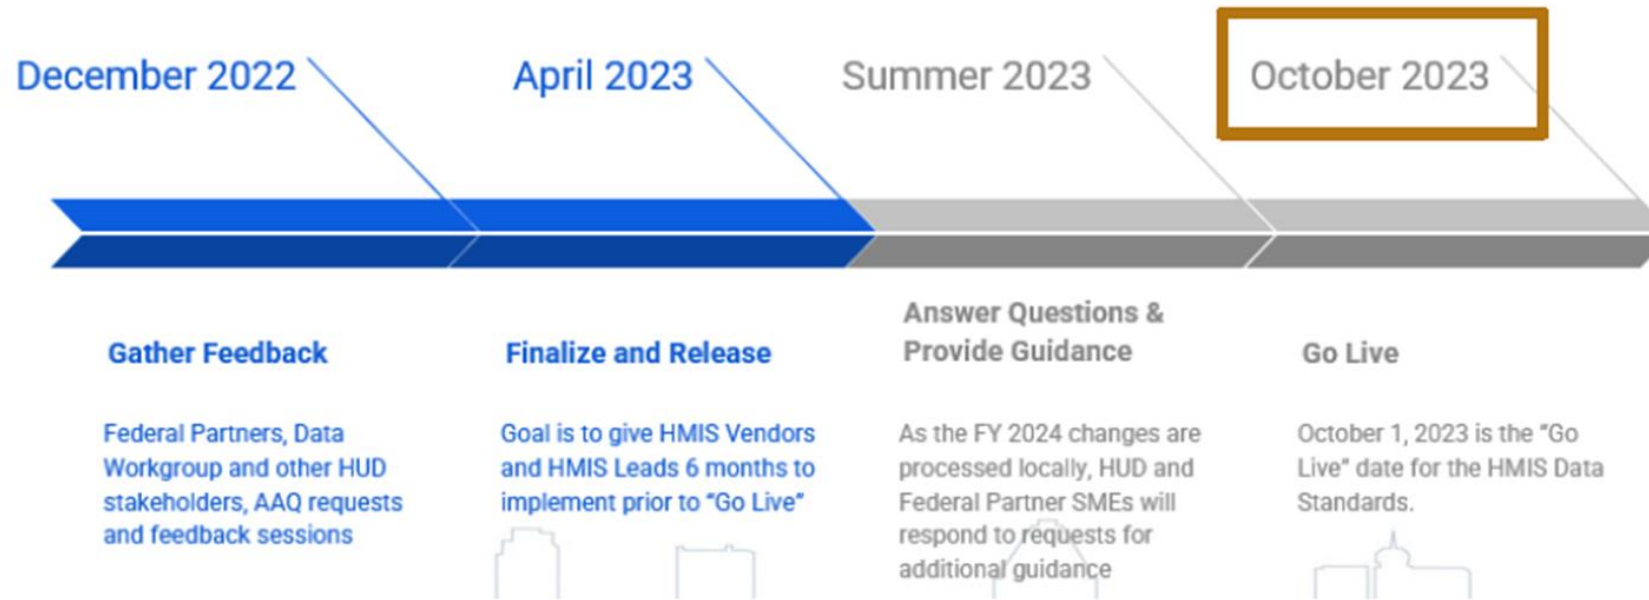 December 2022
April 2023
Summer 2023
October 2023
Gather Feedback
Federal Partners, Data
Workgroup and other HUD
stakeholders, AAQ requests
and feedback sessions
Finalize and Release
Goal is to give HMIS Vendors
and HMIS Leads 6 months to
implement prior to “Go Live”
Answer Questions &
Provide Guidance
As the FY 2024 changes are
processed locally, HUD and
Federal Partner SMEs will
respond to requests for
additional guidance
Go Live
October 1, 2023 is the “Go
Live” date for the HMIS Data
Standards.